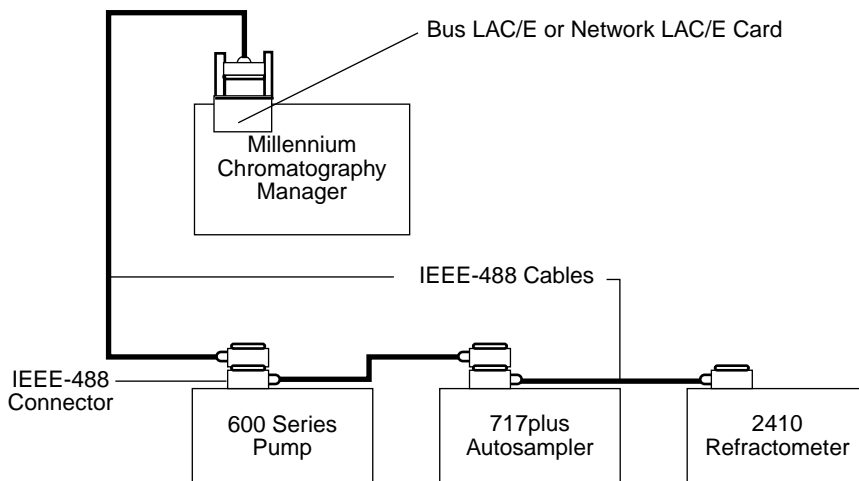 Bus LAC/E or Network LAC/E Card
Millennium
Chromatography
Manager
IEEE-488 Cables
IEEE-488
Connector
600 Series
Pump
717plus
Autosampler
2410
Refractometer